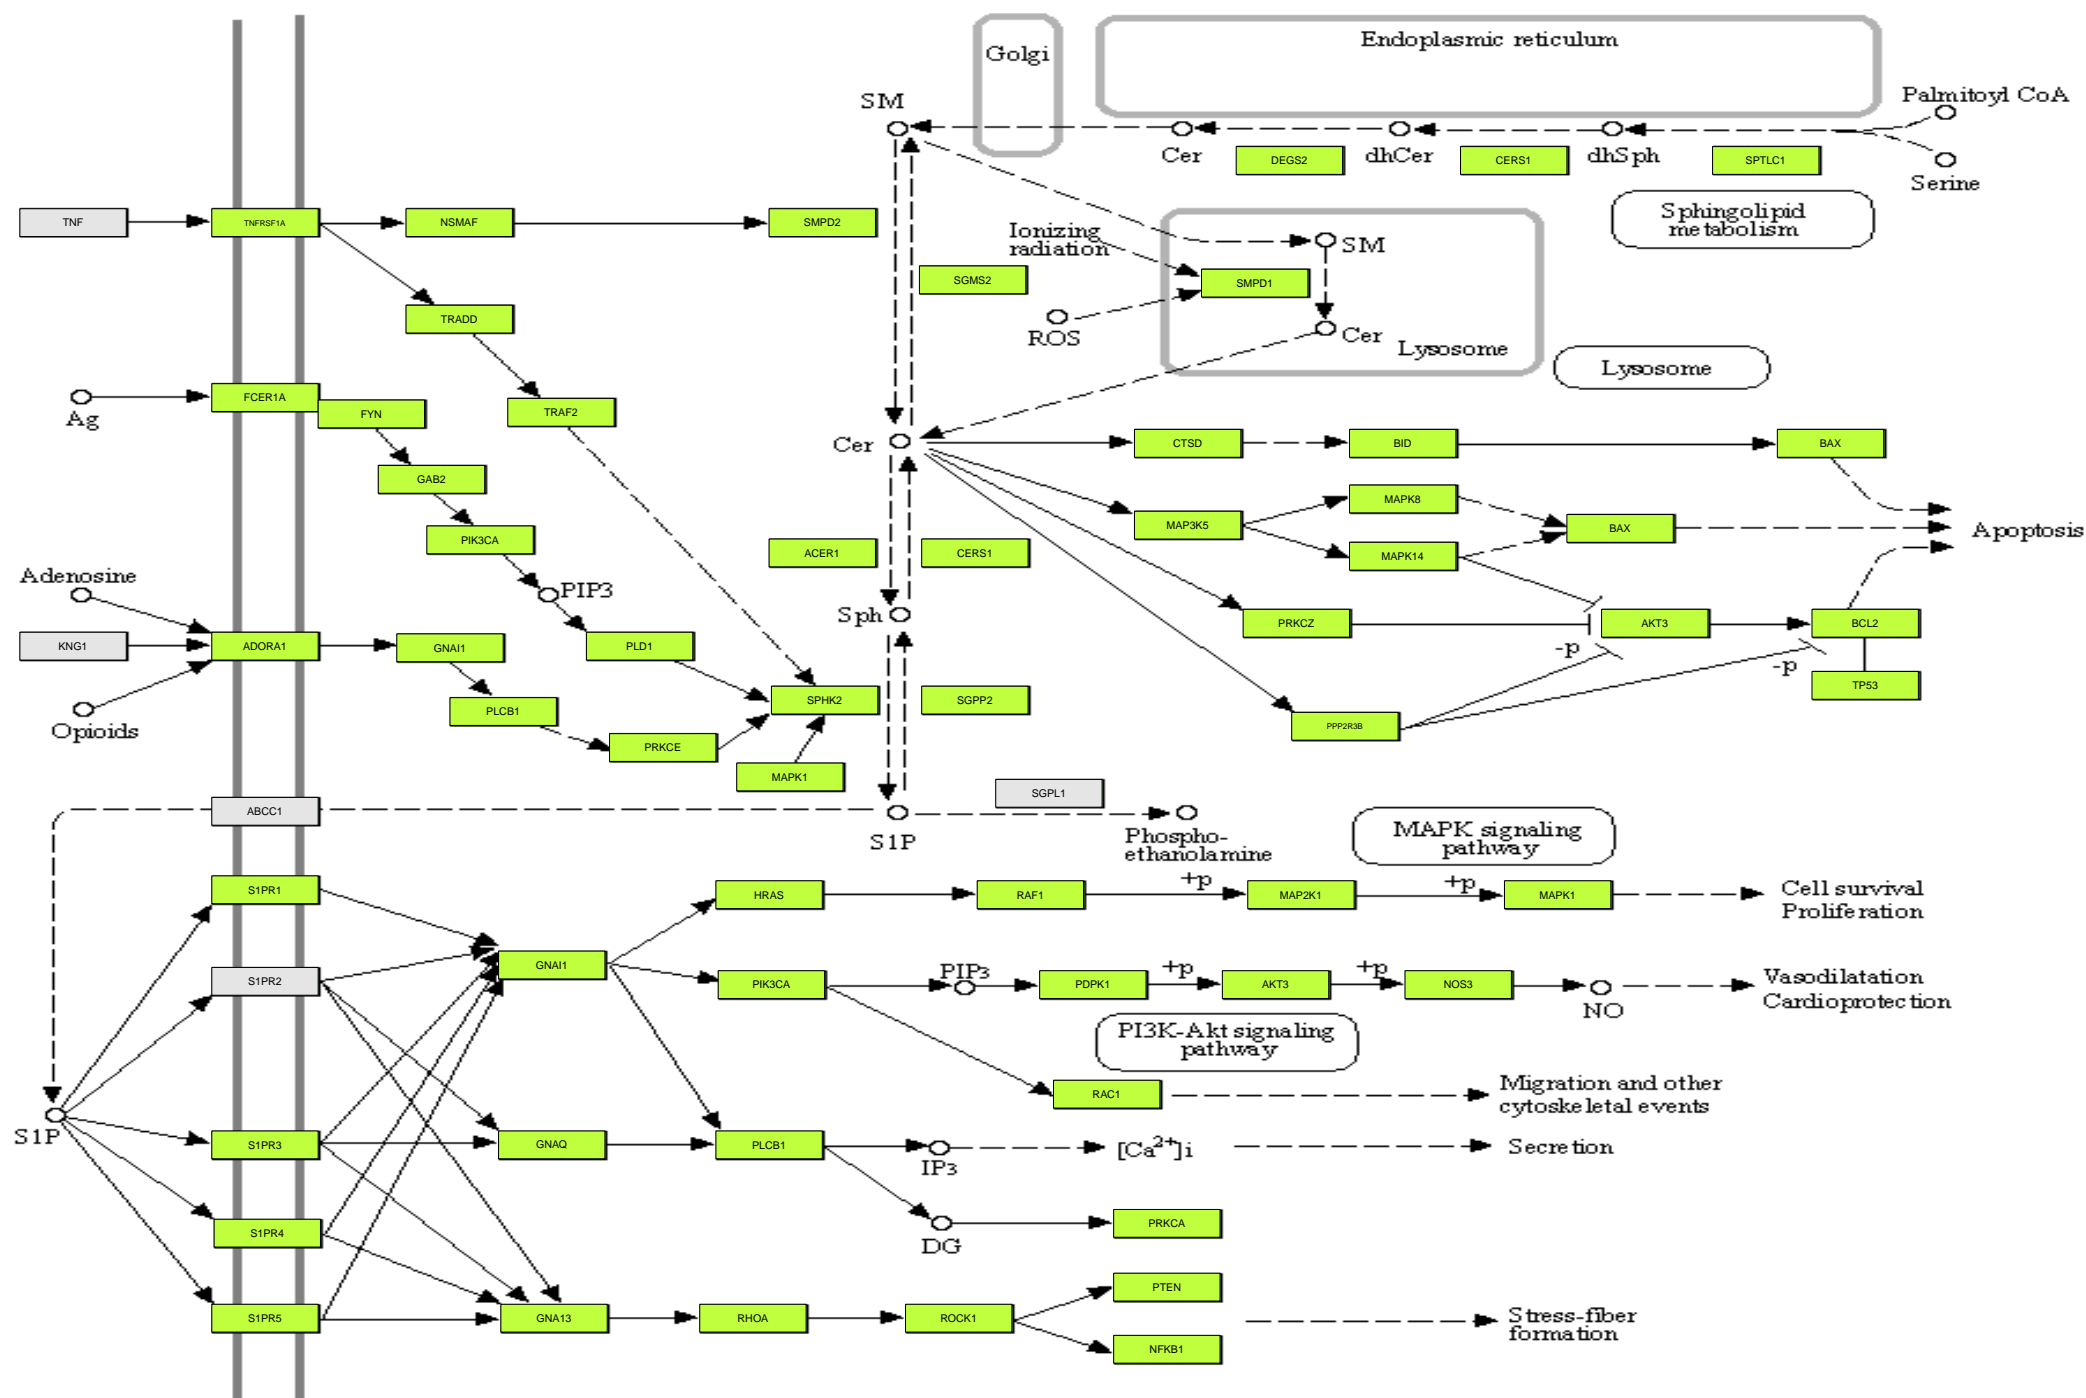 Golgi
Endoplasmic reticulum
SM
Palmitoyl CoA
Cer
dhCer
dhSph
DEGS2
CERS1
SPTLC1
Serine
TNF
TNFRSF1A
NSMAF
SMPD2
Sphingolipid
metabolism
Ionizing
radiation
SM
SGMS2
SMPD1
TRADD
ROS
Cer
Lysosome
Lysosome
FCER1A
Ag
FYN
TRAF2
Cer
CTSD
BID
BAX
GAB2
MAPK8
MAP3K5
BAX
Apoptosis
PIK3CA
ACER1
CERS1
MAPK14
Adenosine
PIP3
Sph
PRKCZ
AKT3
BCL2
KNG1
ADORA1
GNAI1
PLD1
-p
-p
TP53
SPHK2
SGPP2
PLCB1
Opioids
PPP2R3B
PRKCE
MAPK1
SGPL1
ABCC1
S1P
Phospho-
ethanolamine
MAPK signaling
pathway
S1PR1
HRAS
RAF1
+p
MAP2K1
+p
MAPK1
Cell survival
Proliferation
GNAI1
S1PR2
PIK3CA
PIP3
PDPK1
+p
AKT3
+p
NOS3
NO
Vasodilatation
Cardioprotection
PI3K-Akt signaling
pathway
RAC1
Migration and other
cytoskeletal events
S1P
S1PR3
GNAQ
PLCB1
IP3
[Ca2+]i
Secretion
S1PR4
DG
PRKCA
PTEN
S1PR5
GNA13
RHOA
ROCK1
Stress-fiber
formation
NFKB1